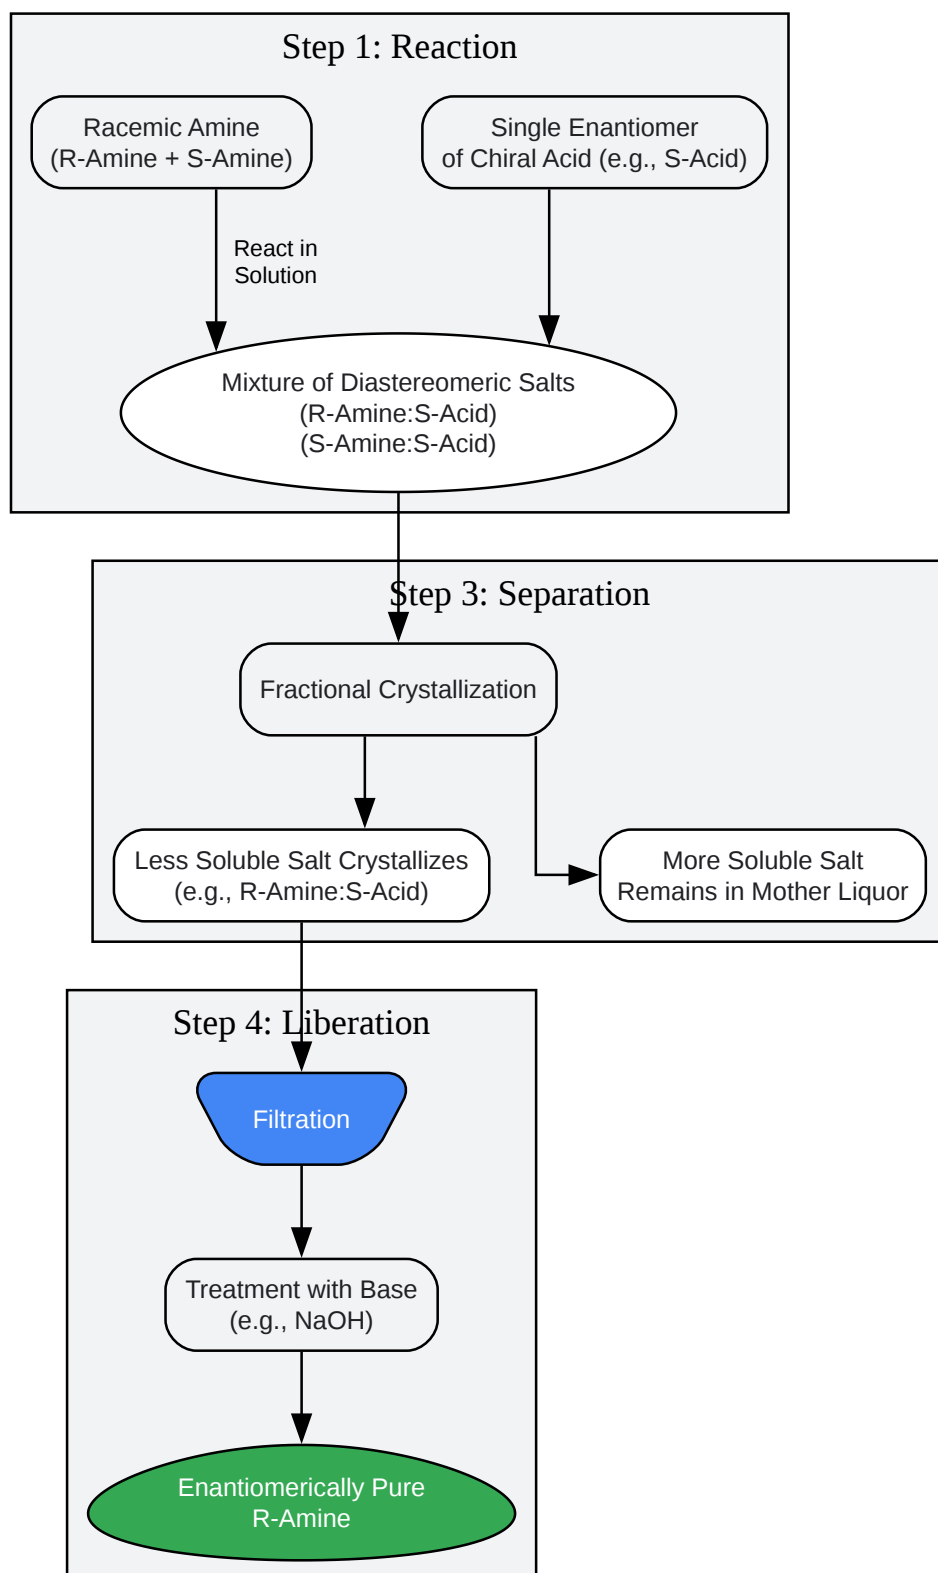 Step 1: Reaction
Racemic Amine
(R-Amine + S-Amine)
Single Enantiomer
of Chiral Acid (e.g., S-Acid)
React in
Solution
Mixture of Diastereomeric Salts
(R-Amine:S-Acid)
(S-Amine:S-Acid)
Step 3: Separation
Fractional Crystallization
Less Soluble Salt Crystallizes
(e.g., R-Amine:S-Acid)
More Soluble Salt
Remains in Mother Liquor
Step 4: Liberation
Filtration
Treatment with Base
(e.g., NaOH)
Enantiomerically Pure
R-Amine